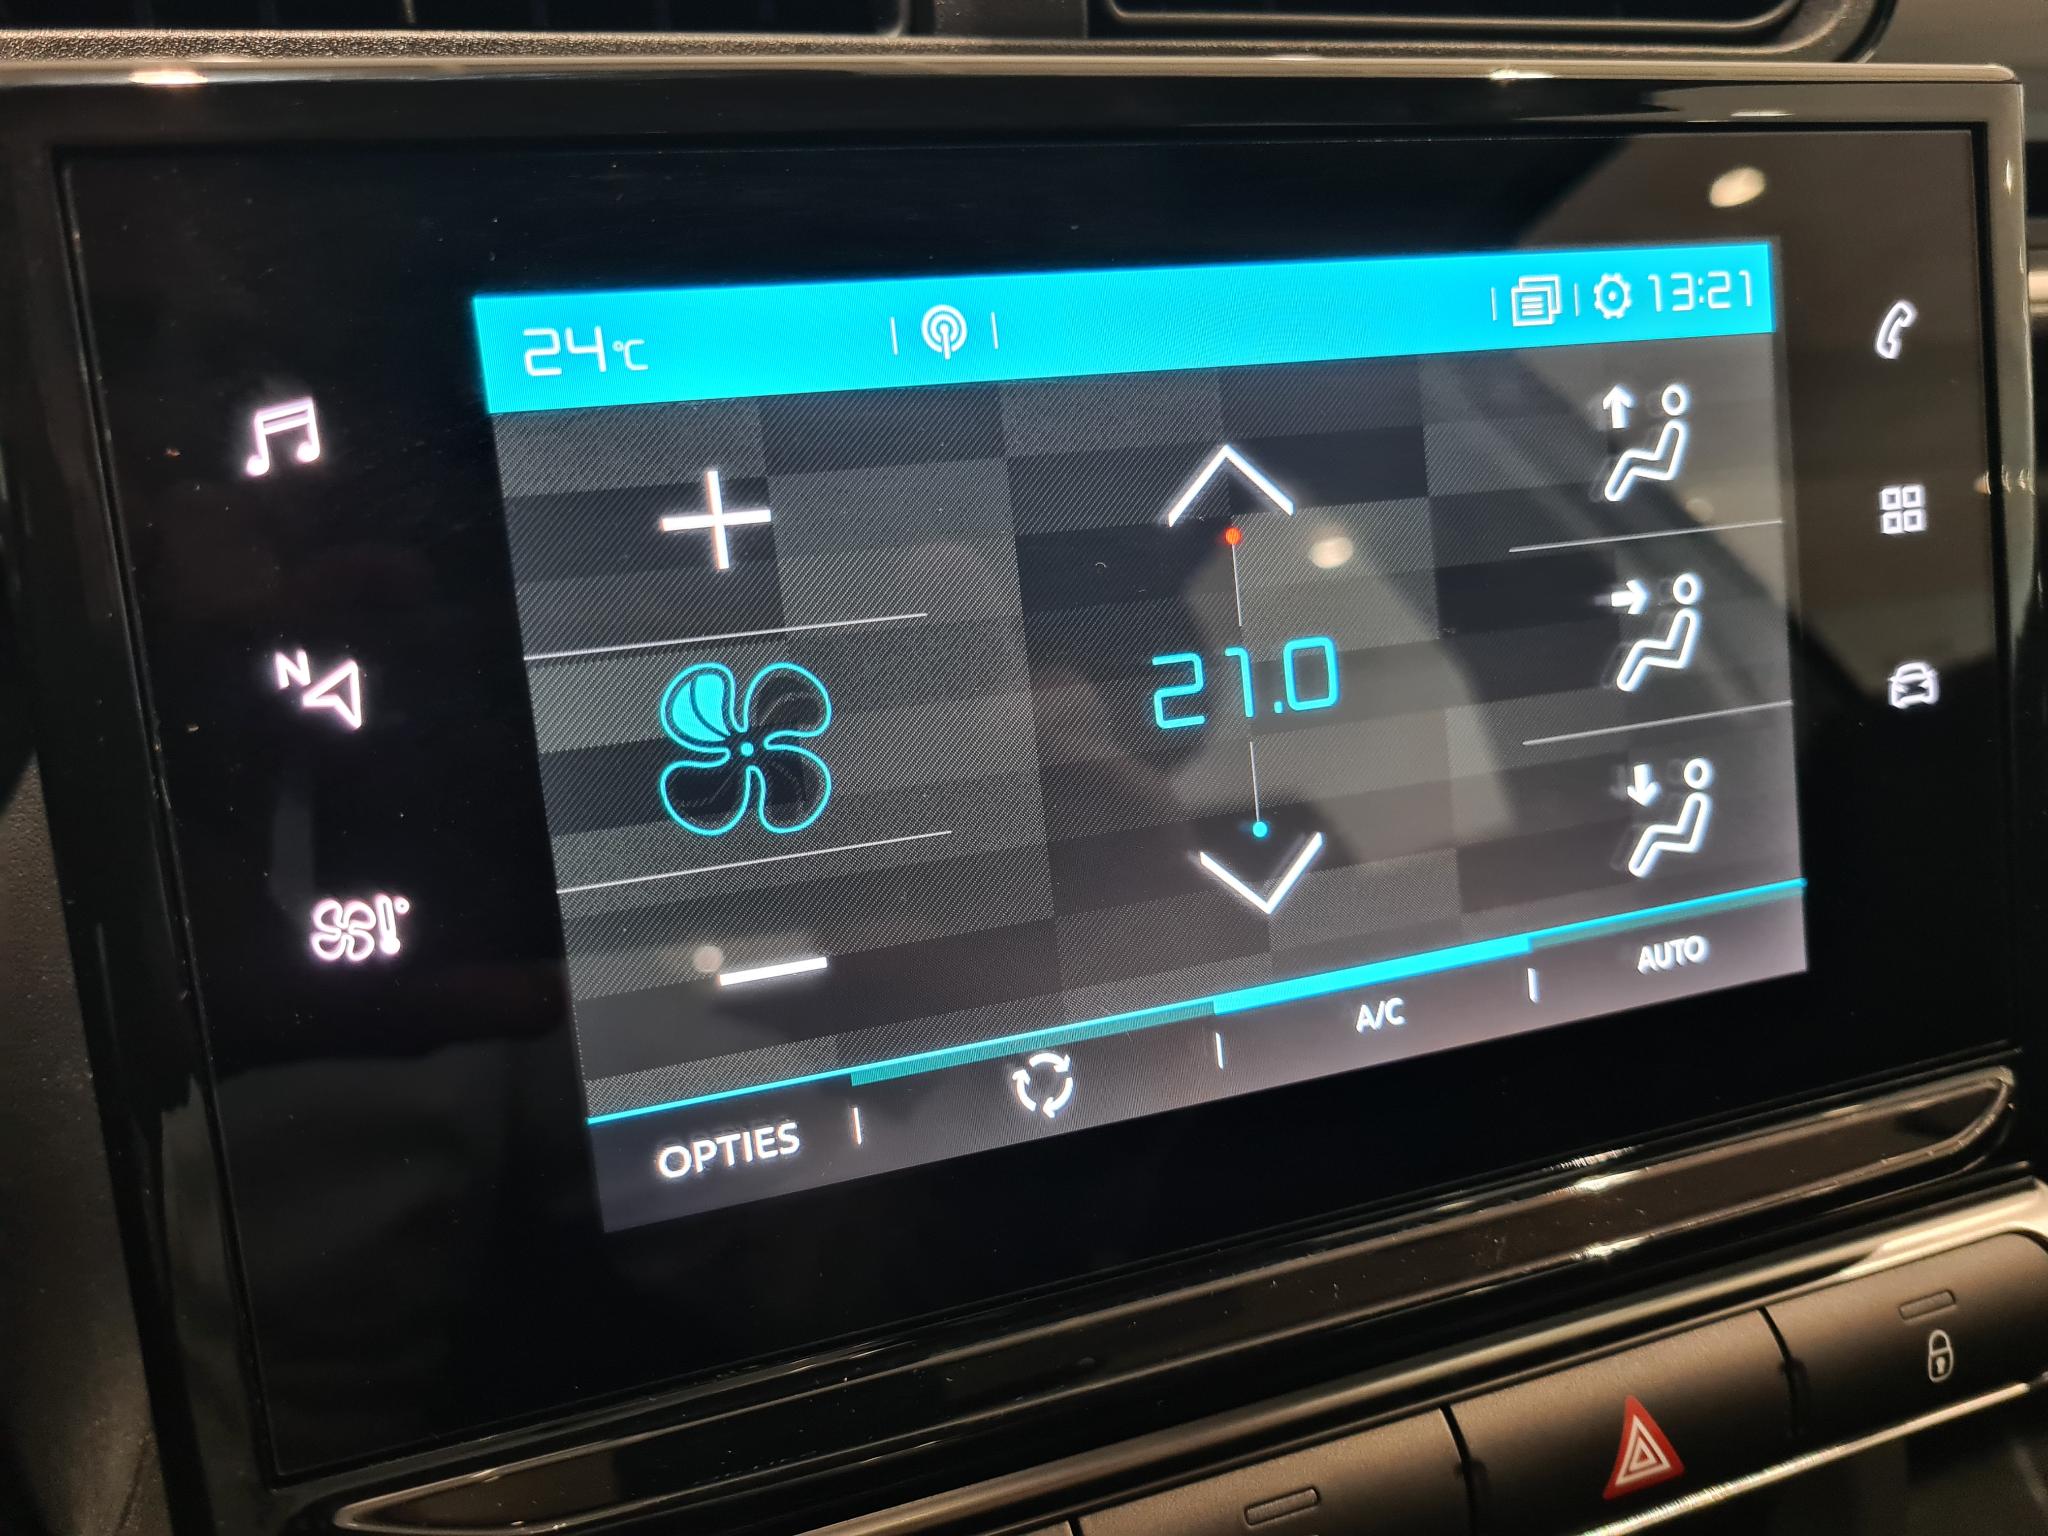 24°C
13:21
N
21.0
OPTIES
A/C
AUTO